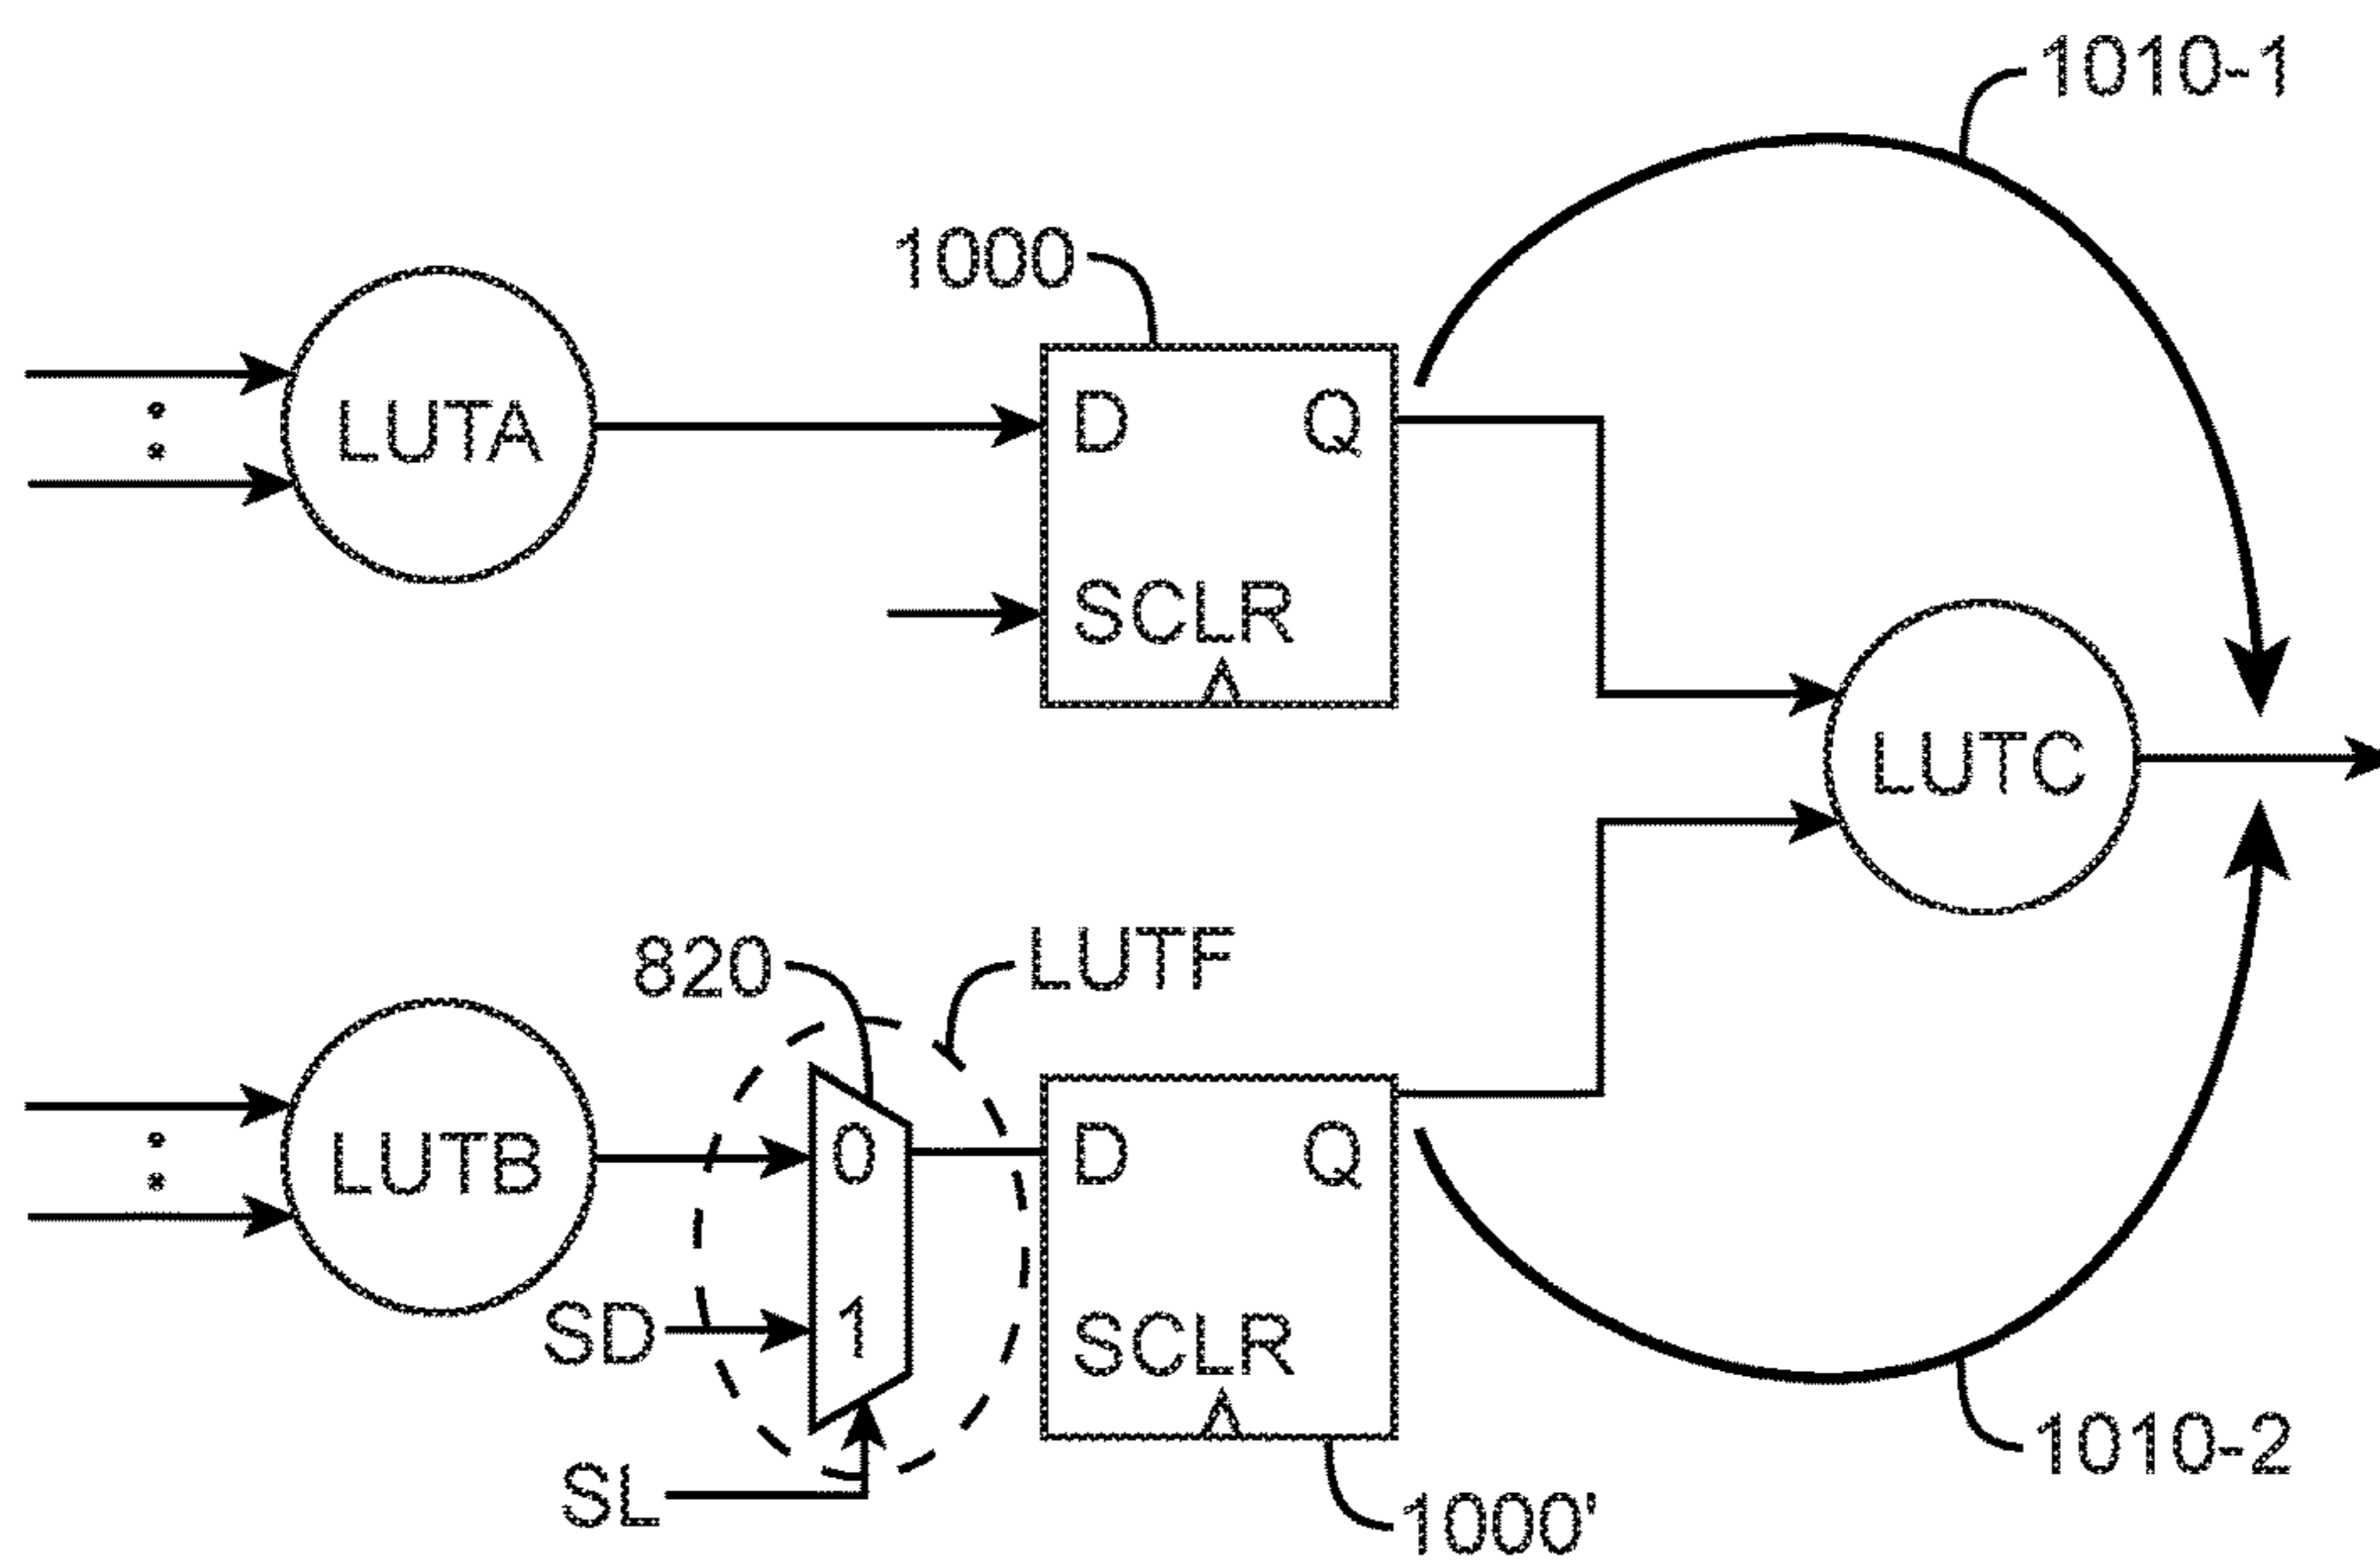 1010-1
1000
LUTA
D Q
SCLR
LUTC
820
LUTF
LUTB
0
D Q
SD
1
SCLR
SL
1010-2
1000'